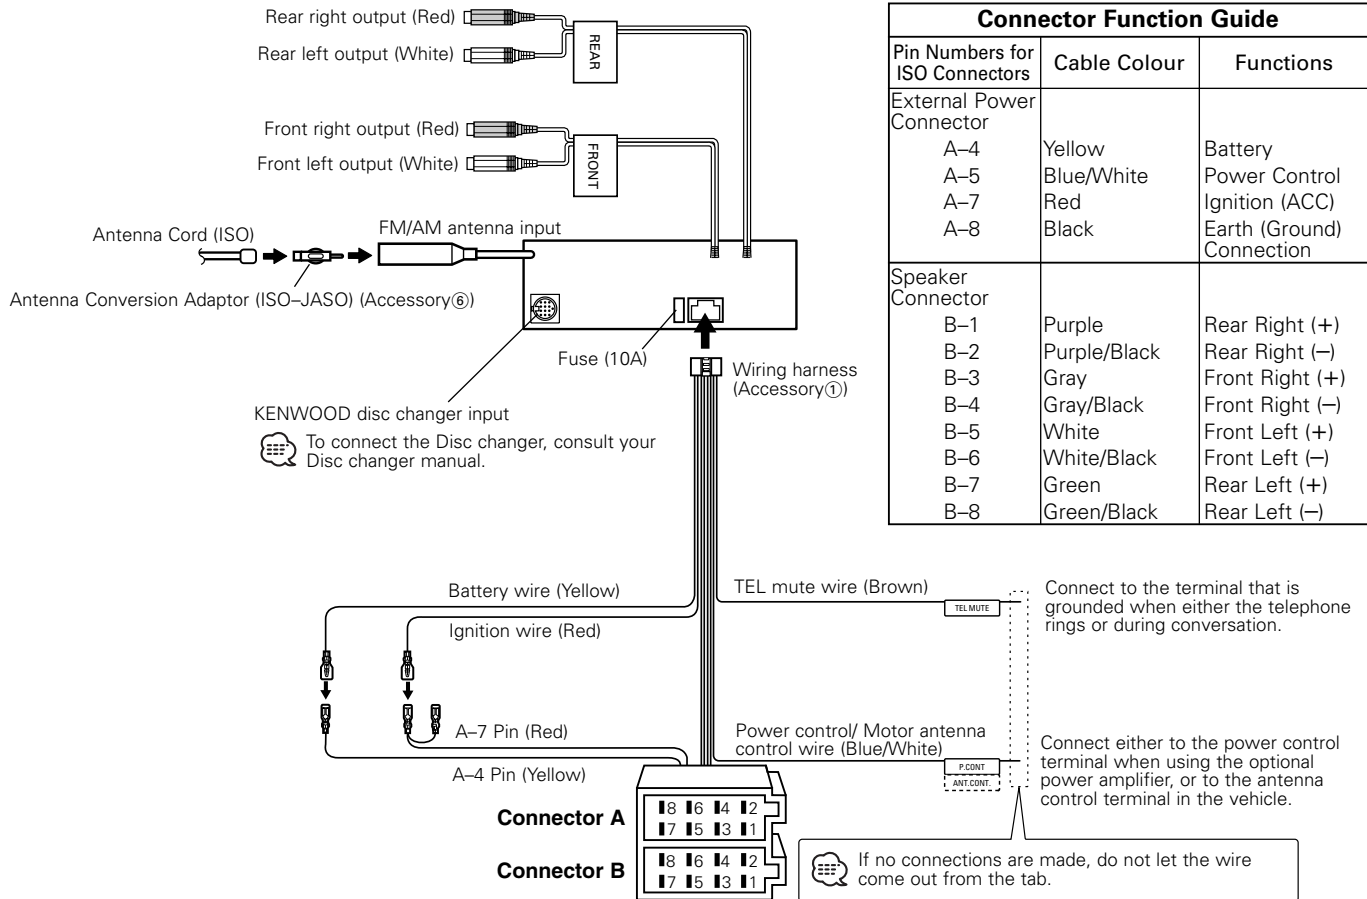 Rear right output (Red)
Rear left output (White)
REAR
Front right output (Red)
Front left output (White)
FRONT
Antenna Cord (ISO)
FM/AM antenna input
Antenna Conversion Adaptor (ISO–JASO) (Accessory⑥)
Fuse (10A)
Wiring harness
(Accessory①)
KENWOOD disc changer input
To connect the Disc changer, consult your
Disc changer manual.
Connector Function Guide
Pin Numbers for ISO Connectors | Cable Colour | Functions
External Power Connector
A–4 Yellow Battery
A–5 Blue/White Power Control
A–7 Red Ignition (ACC)
A–8 Black Earth (Ground) Connection
Speaker Connector
B–1 Purple Rear Right (+)
B–2 Purple/Black Rear Right (–)
B–3 Gray Front Right (+)
B–4 Gray/Black Front Right (–)
B–5 White Front Left (+)
B–6 White/Black Front Left (–)
B–7 Green Rear Left (+)
B–8 Green/Black Rear Left (–)
Battery wire (Yellow)
Ignition wire (Red)
TEL mute wire (Brown)
TEL MUTE
Connect to the terminal that is
grounded when either the telephone
rings or during conversation.
A–7 Pin (Red)
A–4 Pin (Yellow)
Power control/ Motor antenna
control wire (Blue/White)
P.CONT
ANT.CONT.
Connect either to the power control
terminal when using the optional
power amplifier, or to the antenna
control terminal in the vehicle.
Connector A
8 6 4 2
7 5 3 1
Connector B
8 6 4 2
7 5 3 1
If no connections are made, do not let the wire
come out from the tab.